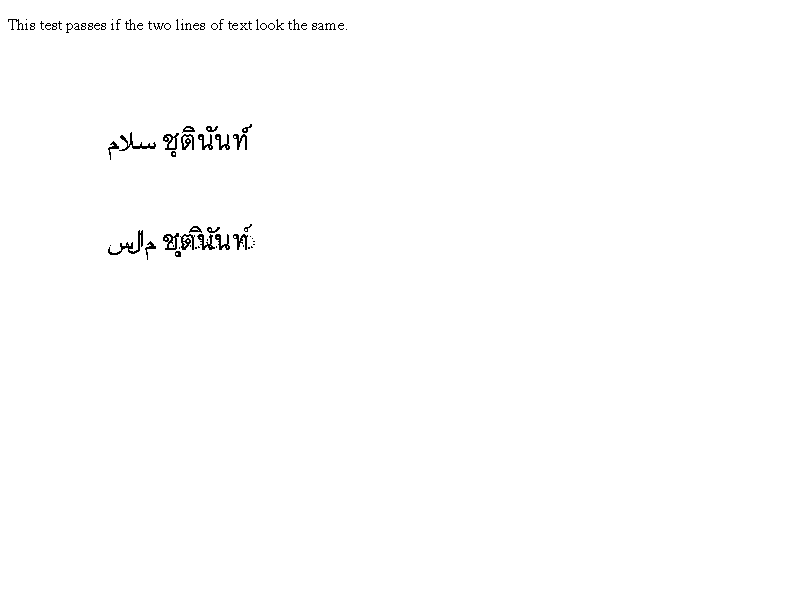 This test passes if the two lines of text look the same.
سلام ชุตินันท์
مالس ชุตินันท์